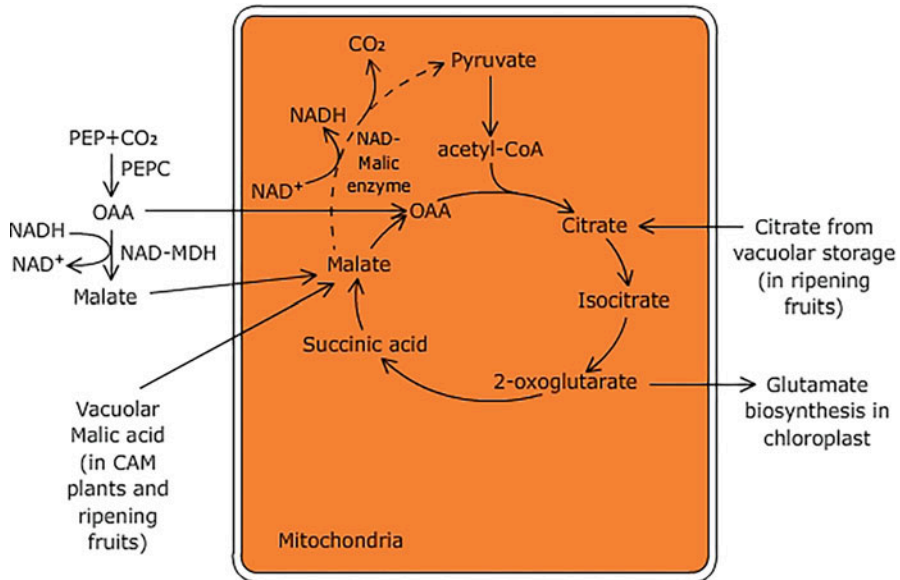 CO₂
Pyruvate
NADH
NAD-
Malic
enzyme
NAD⁺
acetyl-CoA
PEP+CO₂
PEPC
OAA
NADH
NAD⁺
NAD-MDH
Malate
OAA
Malate
Citrate
Isocitrate
2-oxoglutarate
Succinic acid
Citrate from
vacuolar storage
(in ripening
fruits)
Glutamate
biosynthesis in
chloroplast
Vacuolar
Malic acid
(in CAM
plants and
ripening
fruits)
Mitochondria